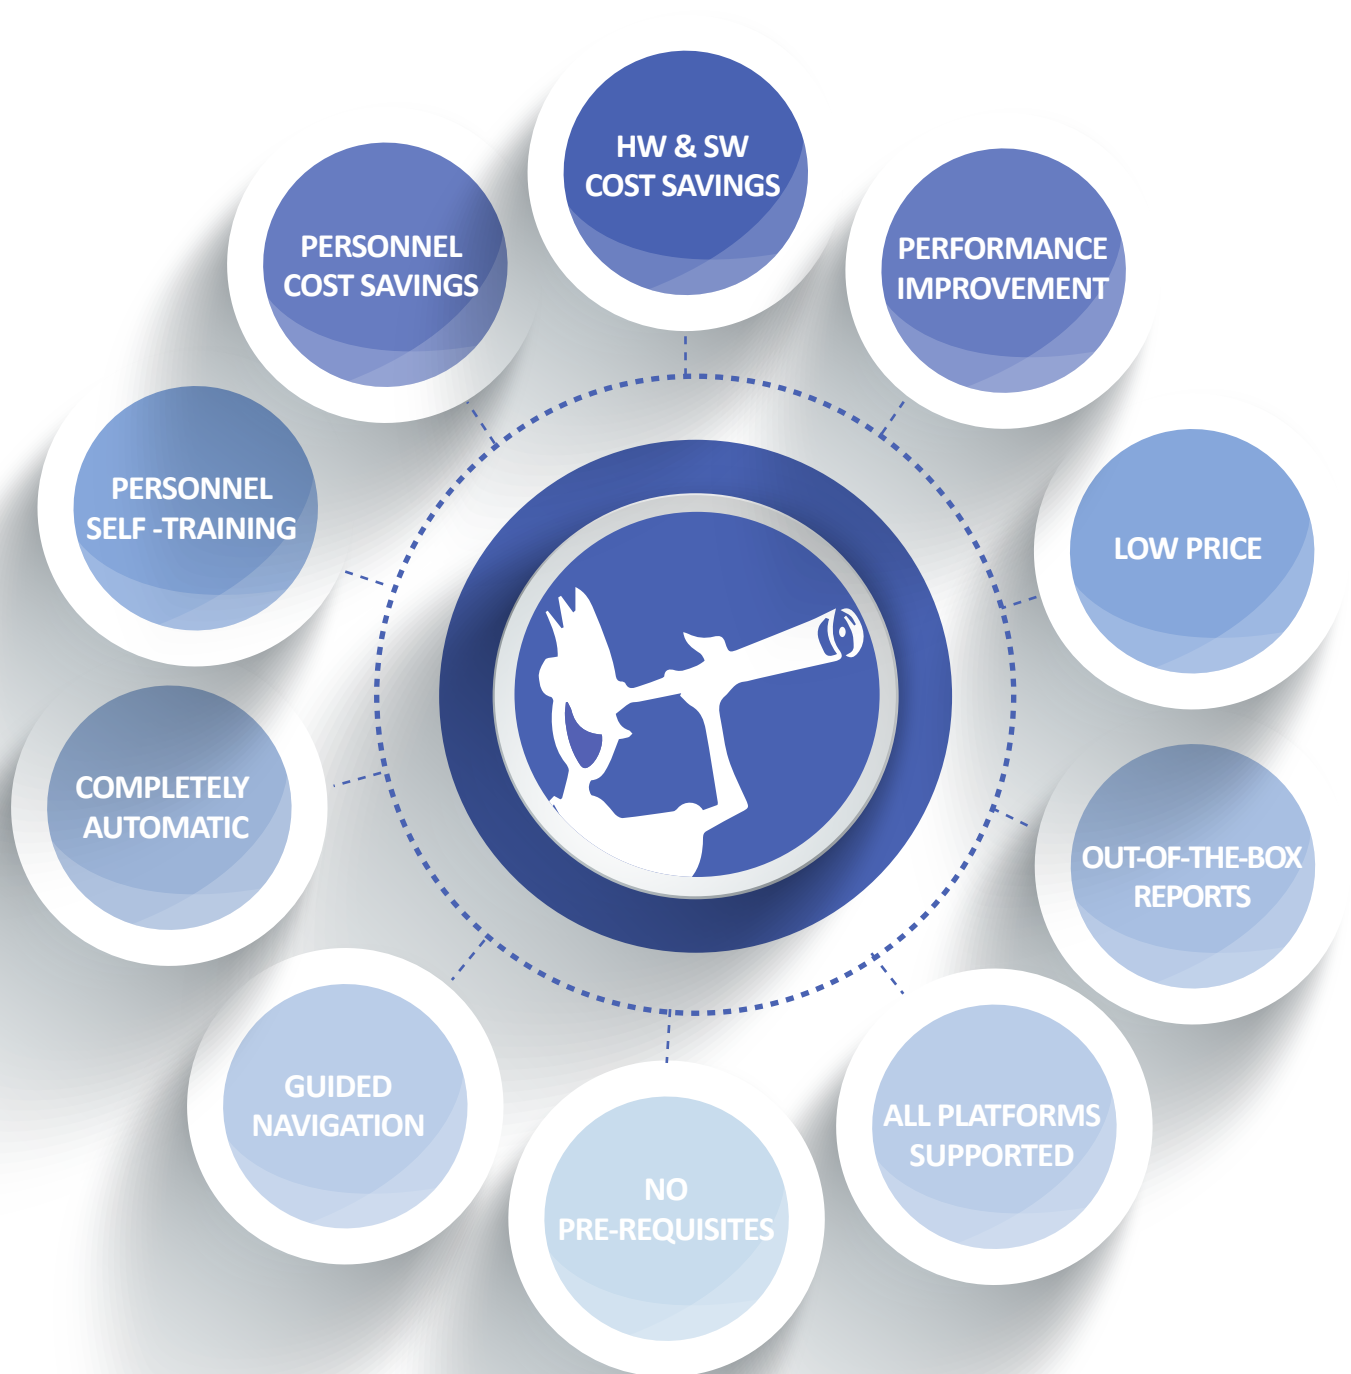 HW & SW
COST SAVINGS
PERFORMANCE
IMPROVEMENT
LOW PRICE
OUT-OF-THE-BOX
REPORTS
ALL PLATFORMS
SUPPORTED
NO
PRE-REQUISITES
GUIDED
NAVIGATION
COMPLETELY
AUTOMATIC
PERSONNEL
SELF -TRAINING
PERSONNEL
COST SAVINGS